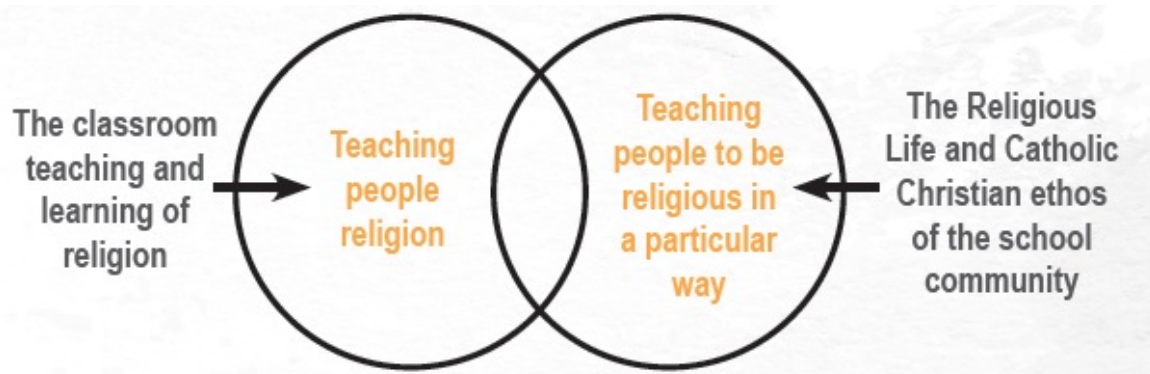 The classroom
teaching and
learning of
religion
Teaching
people
religion
Teaching
people to be
religious in
a particular
way
The Religious
Life and Catholic
Christian ethos
of the school
community